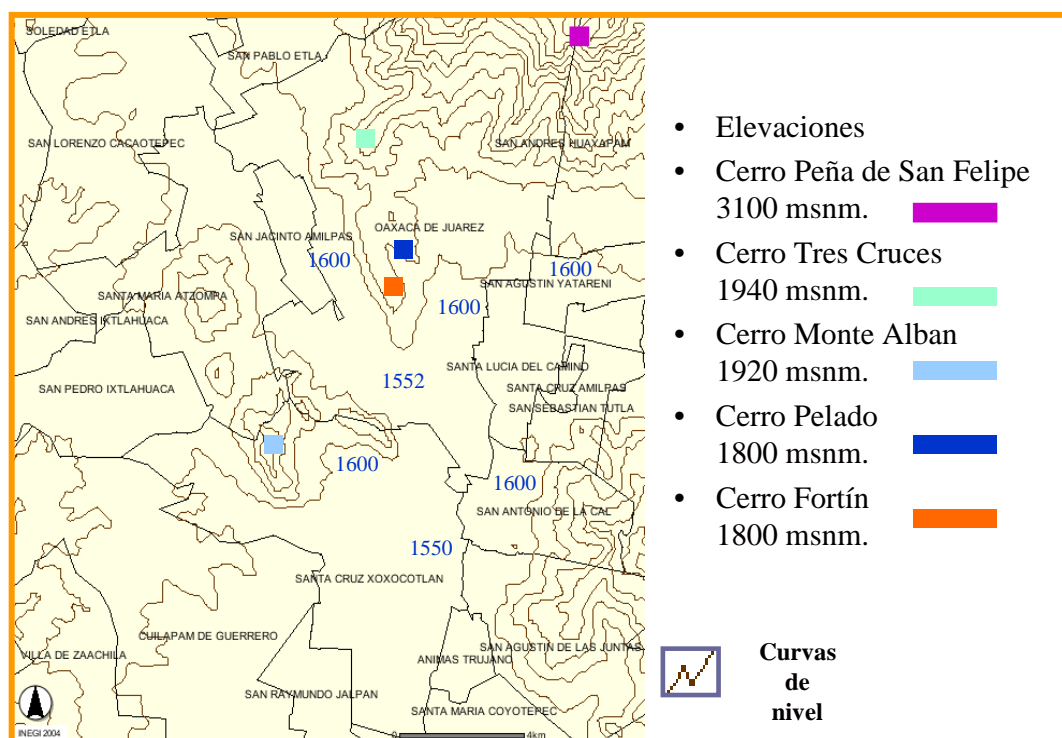 SOLEDAD ETLA
SAN PABLO ETLA
SAN LORENZO CACAOTEPEC
SAN ANDRES HUAYAPAM
OAXACA DE JUAREZ
SAN JACINTO AMILPAS
1600
1600
SAN AGUSTIN YATARENI
SANTA MARIA ATZOMPA
1600
SAN ANDRES IXTLAHUACA
SANTA LUCIA DEL CAMINO
1552
SAN PEDRO IXTLAHUACA
SANTA CRUZ AMILPAS
SAN SEBASTIAN TUTLA
1600
1600
SAN ANTONIO DE LA CAL
1550
SANTA CRUZ XOXOCOTLAN
CUILAPAM DE GUERRERO
SAN AGUSTIN DE LAS JUNTAS
VILLA DE ZAACHILA
ANIMAS TRUJANO
SAN RAYMUNDO JALPAN
SANTA MARIA COYOTEPEC
INEGI 2004
0 4km
• Elevaciones
• Cerro Peña de San Felipe
3100 msnm.
• Cerro Tres Cruces
1940 msnm.
• Cerro Monte Alban
1920 msnm.
• Cerro Pelado
1800 msnm.
• Cerro Fortín
1800 msnm.
Curvas
de
nivel